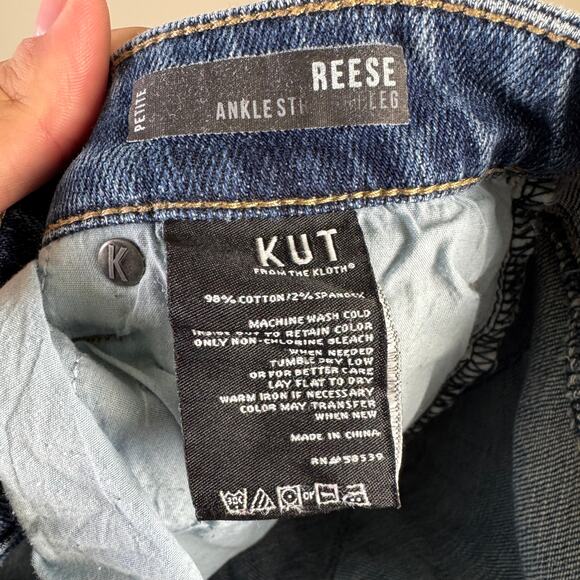 PETITE
REESE
ANKLE LEG
K
KUT
FROM THE KLOTH®
98% COTTON/2% SPANDEX
MACHINE WASH COLD
INSIDE OUT TO RETAIN COLOR
ONLY NON-CHLORINE BLEACH
WHEN NEEDED
TUMBLE DRY LOW
OR FOR BETTER CARE
LAY FLAT TO DRY
WARM IRON IF NECESSARY
COLOR MAY TRANSFER
WHEN NEW
MADE IN CHINA
RN# 58539
30C or